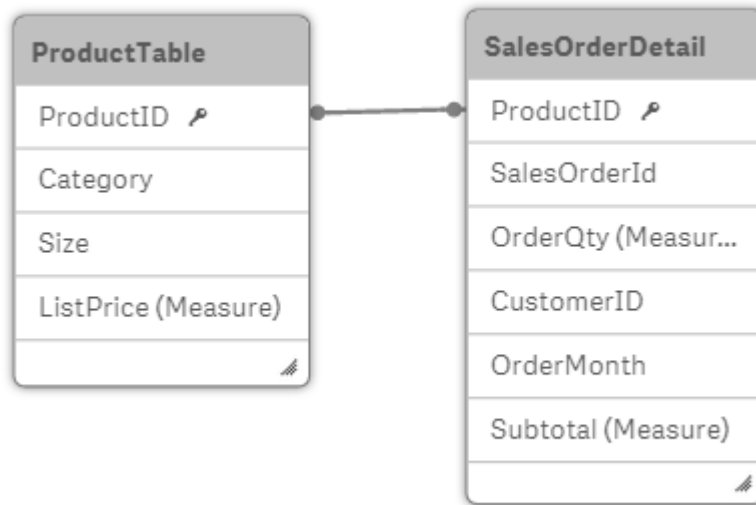 ProductTable
ProductID
Category
Size
ListPrice (Measure)
SalesOrderDetail
ProductID
SalesOrderId
OrderQty (Measur...
CustomerID
OrderMonth
Subtotal (Measure)